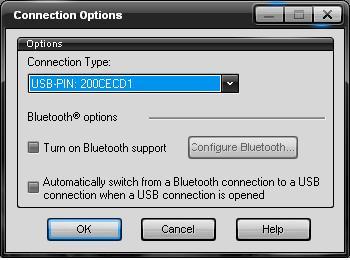 Connection Options
Options
Connection Type:
USB-PIN: 200CECD1
Bluetooth® options
Turn on Bluetooth support
Configure Bluetooth...
Automatically switch from a Bluetooth connection to a USB
connection when a USB connection is opened
OK
Cancel
Help